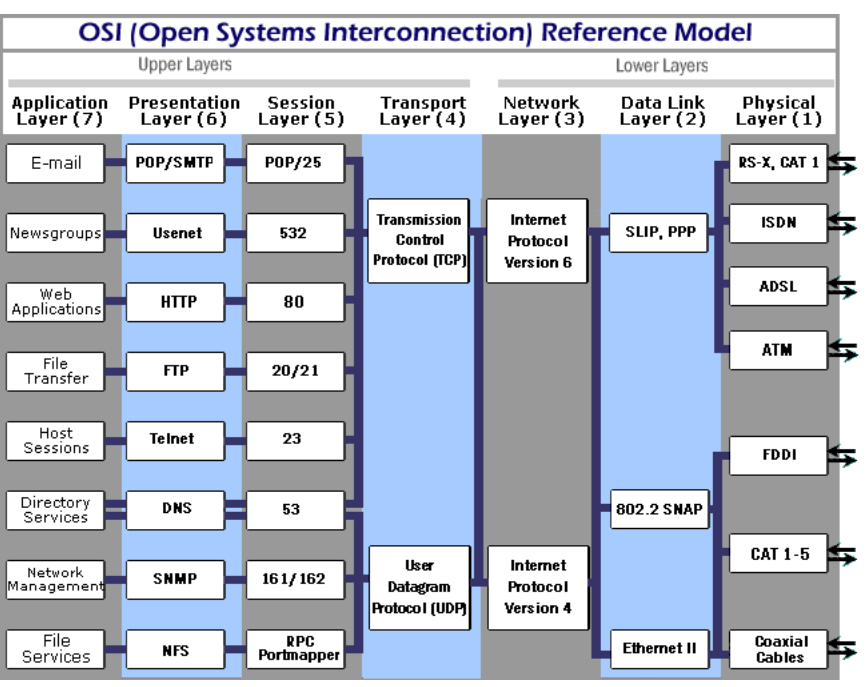 OSI (Open Systems Interconnection) Reference Model
Upper Layers
Lower Layers
Application
Layer (7)
Presentation
Layer (6)
Session
Layer (5)
Transport
Layer (4)
Network
Layer (3)
Data Link
Layer (2)
Physical
Layer (1)
E-mail
POP/SMTP
POP/25
RS-X, CAT 1
Newsgroups
Usenet
532
Transmission
Control
Protocol (TCP)
Internet
Protocol
Version 6
SLIP, PPP
ISDN
Web
Applications
HTTP
80
ADSL
File
Transfer
FTP
20/21
ATM
Host
Sessions
Telnet
23
FDDI
Directory
Services
DNS
53
802.2 SNAP
Network
Management
SNMP
161/162
User
Datagram
Protocol (UDP)
Internet
Protocol
Version 4
CAT 1-5
File
Services
NFS
RPC
Portmapper
Ethernet II
Coaxial
Cables